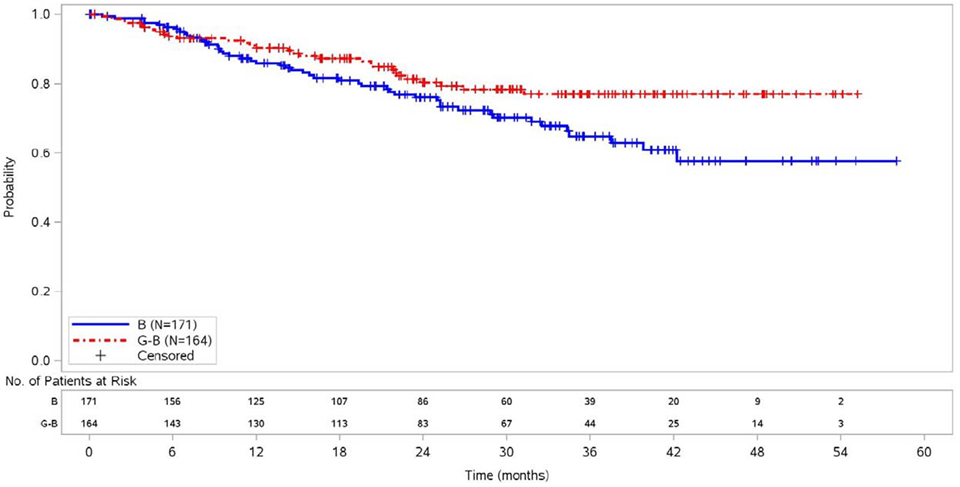 1.0
0.8
0.6
0.4
0.2
0.0
Probability
B (N=171)
G-B (N=164)
Censored
No. of Patients at Risk
B 171 156 125 107 86 60 39 20 9 2
G-B 164 143 130 113 83 67 44 25 14 3
0 6 12 18 24 30 36 42 48 54 60
Time (months)